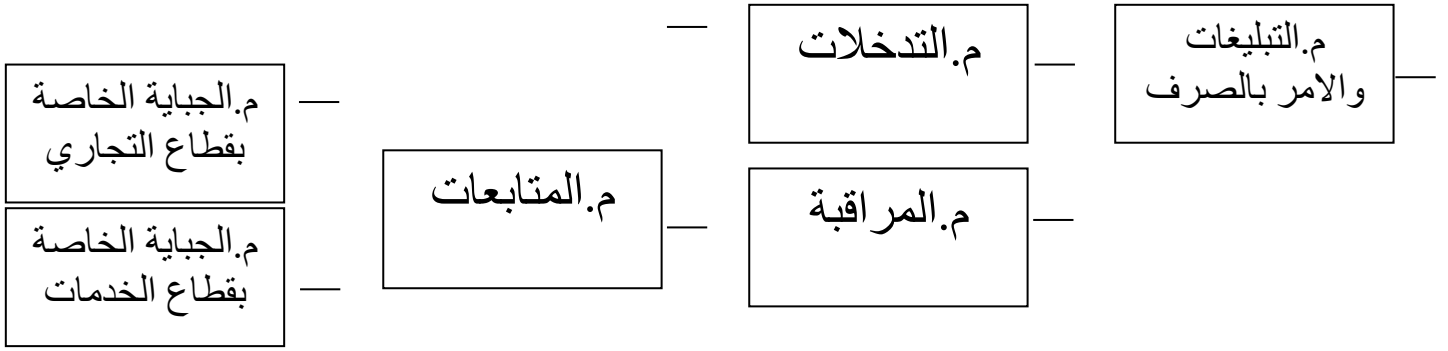 م.التبليغات
والامر بالصرف
م.التدخلات
م.المراقبة
م.المتابعات
م.الجباية الخاصة
بقطاع التجاري
م.الجباية الخاصة
بقطاع الخدمات